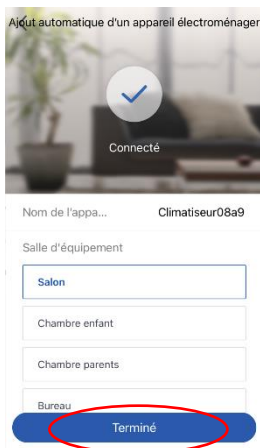 Ajout automatique d'un appareil électroménager
Connecté
Nom de l'appa... Climatiseur08a9
Salle d'équipement
Salon
Chambre enfant
Chambre parents
Bureau
Terminé